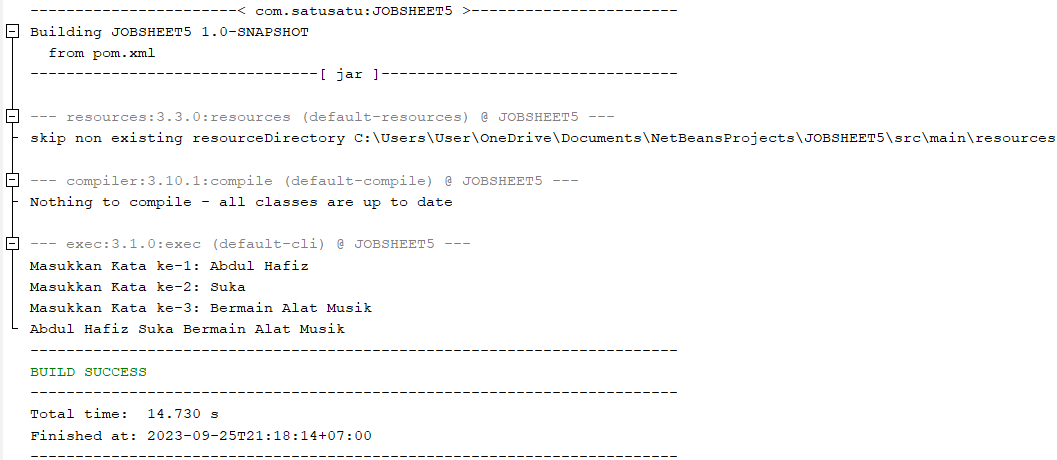 -----------------------< com.satusatu:JOBSHEET5 >-----------------------
Building JOBSHEET5 1.0-SNAPSHOT
  from pom.xml
--------------------------------[ jar ]---------------------------------
--- resources:3.3.0:resources (default-resources) @ JOBSHEET5 ---
skip non existing resourceDirectory C:\Users\User\OneDrive\Documents\NetBeansProjects\JOBSHEET5\src\main\resources
--- compiler:3.10.1:compile (default-compile) @ JOBSHEET5 ---
Nothing to compile - all classes are up to date
--- exec:3.1.0:exec (default-cli) @ JOBSHEET5 ---
Masukkan Kata ke-1: Abdul Hafiz
Masukkan Kata ke-2: Suka
Masukkan Kata ke-3: Bermain Alat Musik
Abdul Hafiz Suka Bermain Alat Musik
------------------------------------------------------------------------
BUILD SUCCESS
------------------------------------------------------------------------
Total time:  14.730 s
Finished at: 2023-09-25T21:18:14+07:00
------------------------------------------------------------------------